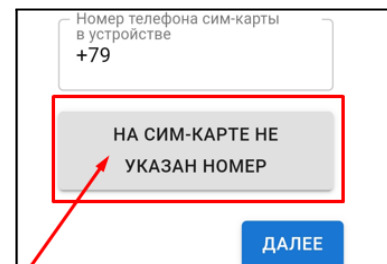 Номер телефона сим-карты
в устройстве
+79
НА СИМ-КАРТЕ НЕ
УКАЗАН НОМЕР
ДАЛЕЕ